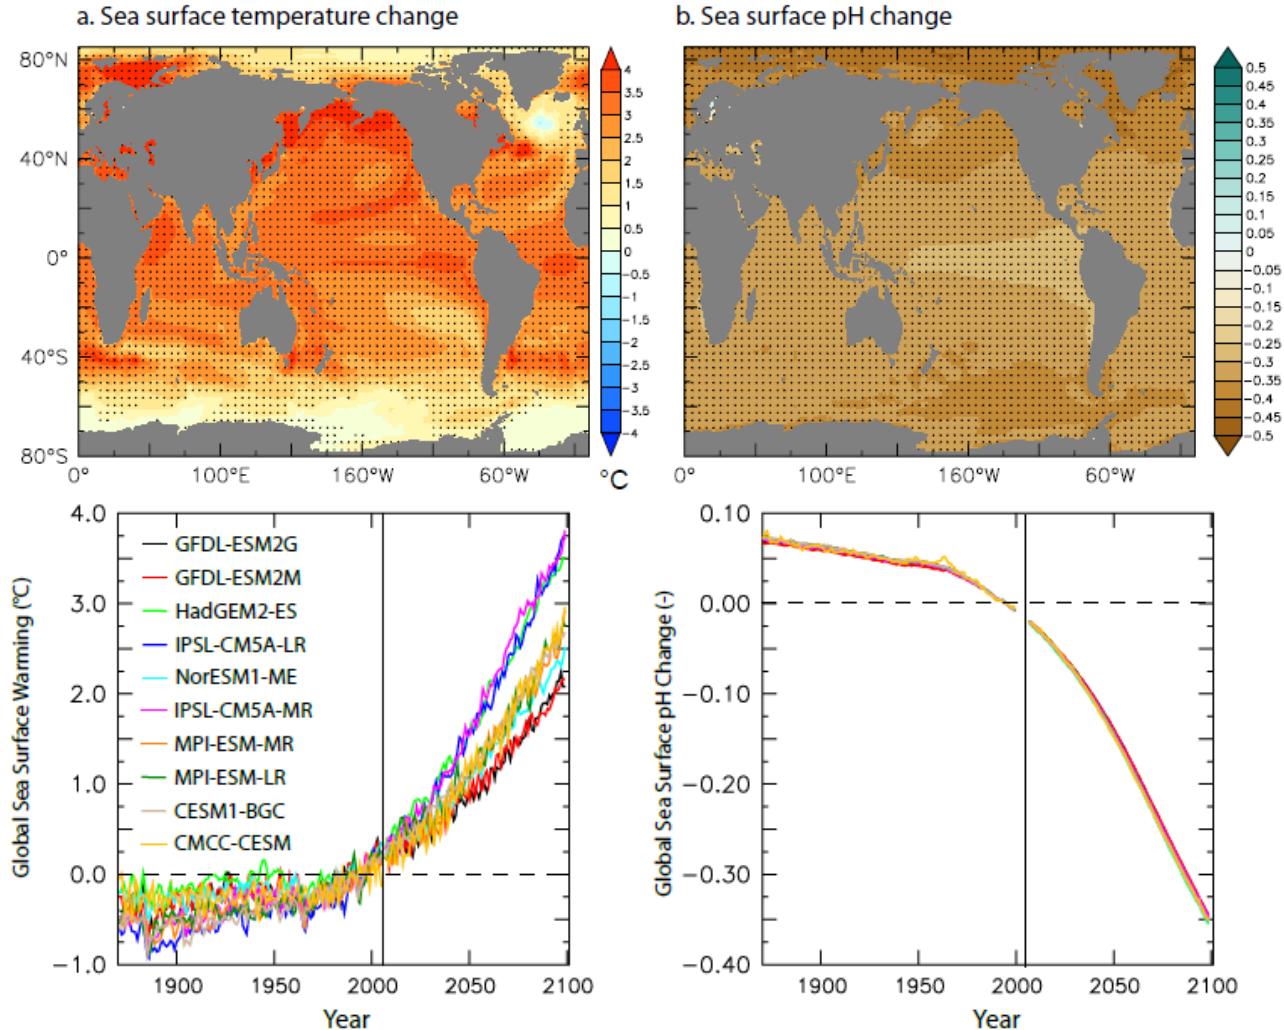 a. Sea surface temperature change
b. Sea surface pH change
80°N
40°N
0°
40°S
80°S
0°
100°E
160°W
60°W
4
3.5
3
2.5
2
1.5
1
0.5
0
−0.5
−1
−1.5
−2
−2.5
−3
−3.5
−4
°C
0°
100°E
160°W
60°W
0.5
0.45
0.4
0.35
0.3
0.25
0.2
0.15
0.1
0.05
0
−0.05
−0.1
−0.15
−0.2
−0.25
−0.3
−0.35
−0.4
−0.45
−0.5
Global Sea Surface Warming (°C)
4.0
3.0
2.0
1.0
0.0
−1.0
GFDL-ESM2G
GFDL-ESM2M
HadGEM2-ES
IPSL-CM5A-LR
NorESM1-ME
IPSL-CM5A-MR
MPI-ESM-MR
MPI-ESM-LR
CESM1-BGC
CMCC-CESM
1900
1950
2000
2050
2100
Year
Global Sea Surface pH Change (-)
0.10
0.00
−0.10
−0.20
−0.30
−0.40
1900
1950
2000
2050
2100
Year